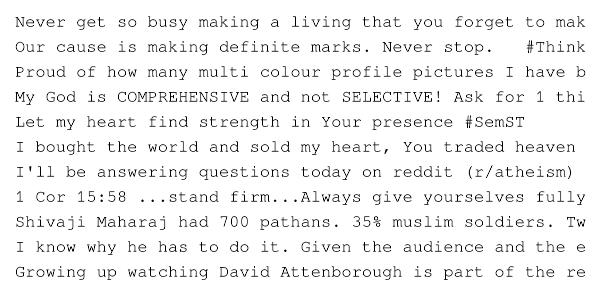 Never get so busy making a living that you forget to mak
Our cause is making definite marks. Never stop.   #Think
Proud of how many multi colour profile pictures I have b
My God is COMPREHENSIVE and not SELECTIVE! Ask for 1 thi
Let my heart find strength in Your presence #SemST
I bought the world and sold my heart, You traded heaven
I'll be answering questions today on reddit (r/atheism)
1 Cor 15:58 ...stand firm...Always give yourselves fully
Shivaji Maharaj had 700 pathans. 35% muslim soldiers. Tw
I know why he has to do it. Given the audience and the e
Growing up watching David Attenborough is part of the re